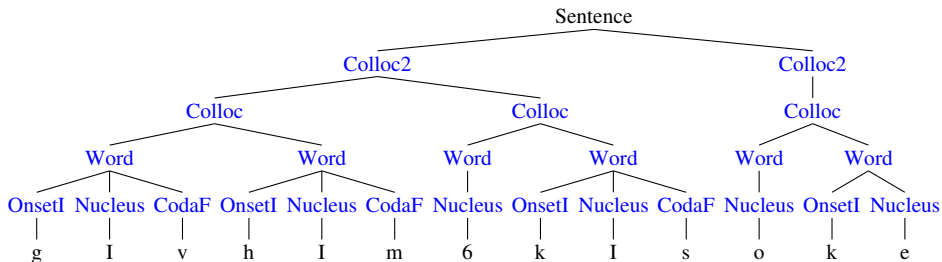 Sentence
Colloc2 Colloc2
Colloc Colloc Colloc
Word Word Word Word Word Word
OnsetI Nucleus CodaF OnsetI Nucleus CodaF Nucleus OnsetI Nucleus CodaF Nucleus OnsetI Nucleus
g I v h I m 6 k I s o k e